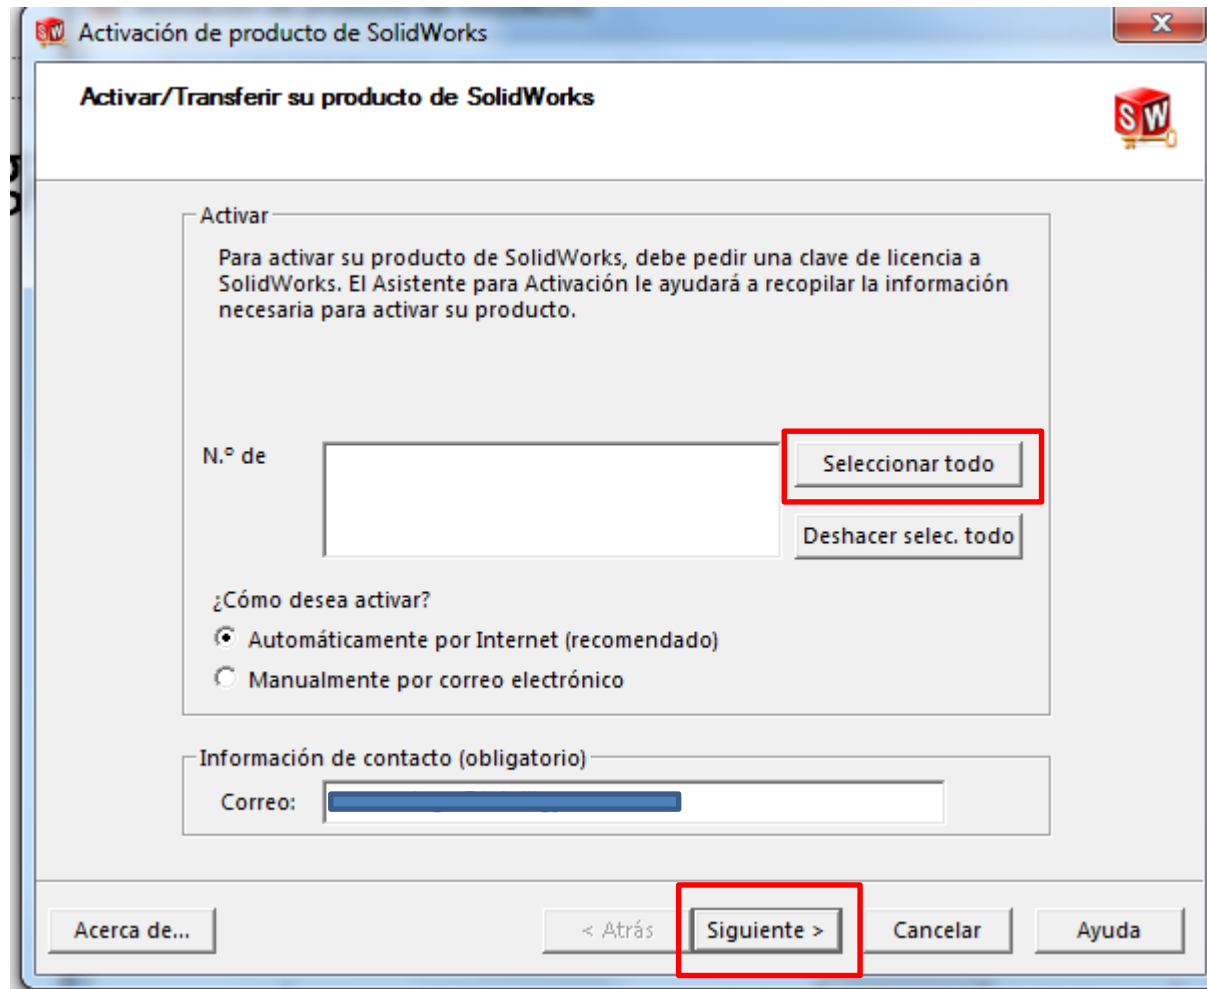 Activación de producto de SolidWorks
Activar/Transferir su producto de SolidWorks
SW
Activar
Para activar su producto de SolidWorks, debe pedir una clave de licencia a
SolidWorks. El Asistente para Activación le ayudará a recopilar la información
necesaria para activar su producto.
N.º de
Seleccionar todo
Deshacer selec. todo
¿Cómo desea activar?
Automáticamente por Internet (recomendado)
Manualmente por correo electrónico
Información de contacto (obligatorio)
Correo:
Acerca de...
< Atrás
Siguiente >
Cancelar
Ayuda